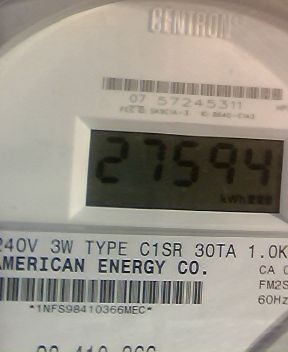 CENTRON
07 57245311
27594
kWh
240V 3W TYPE C1SR 30TA 1.0K
AMERICAN ENERGY CO.
CA
FM2S
60Hz
*1NFS98410366MEC*